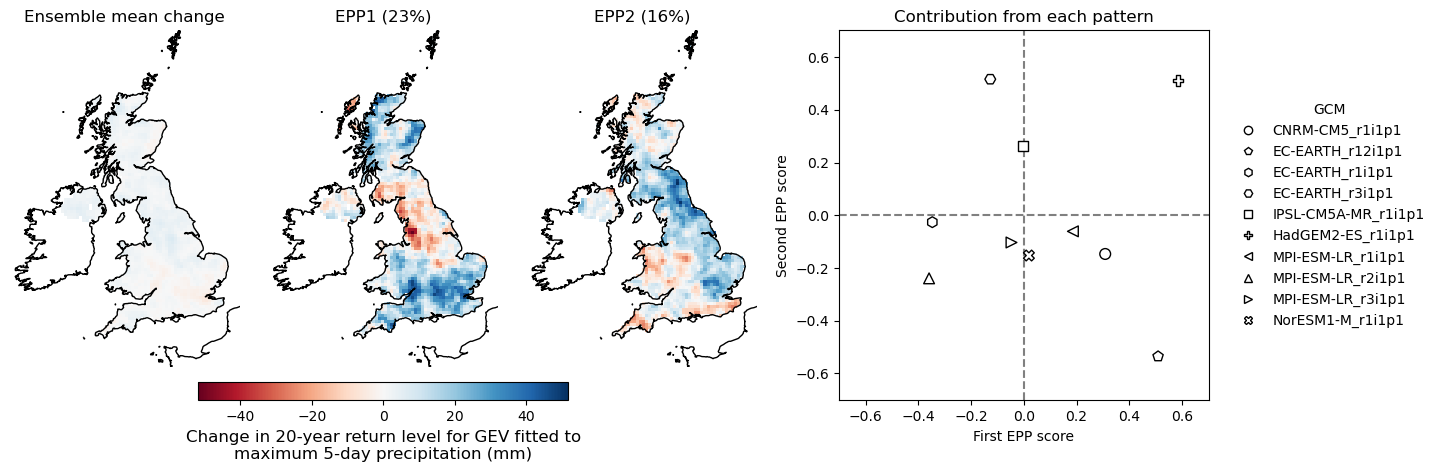 Ensemble mean change
EPP1 (23%)
EPP2 (16%)
Contribution from each pattern
−40
−20
0
20
40
Change in 20-year return level for GEV fitted to
maximum 5-day precipitation (mm)
Second EPP score
0.6
0.4
0.2
0.0
−0.2
−0.4
−0.6
−0.6
−0.4
−0.2
0.0
0.2
0.4
0.6
First EPP score
GCM
CNRM-CM5_r1i1p1
EC-EARTH_r12i1p1
EC-EARTH_r1i1p1
EC-EARTH_r3i1p1
IPSL-CM5A-MR_r1i1p1
HadGEM2-ES_r1i1p1
MPI-ESM-LR_r1i1p1
MPI-ESM-LR_r2i1p1
MPI-ESM-LR_r3i1p1
NorESM1-M_r1i1p1